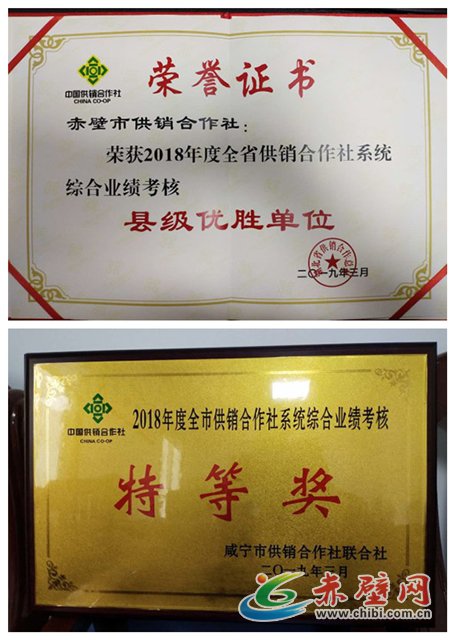 中国供销合作社
CHINA CO-OP
荣誉证书
赤壁市供销合作社：
荣获2018年度全省供销合作社系统
综合业绩考核
县级优胜单位
二〇一九年三月
中国供销合作社
CHINA CO-OP
2018年度全市供销合作社系统综合业绩考核
特等奖
咸宁市供销合作社联合社
二〇一九年三月
赤壁网
www.chibi.com.cn